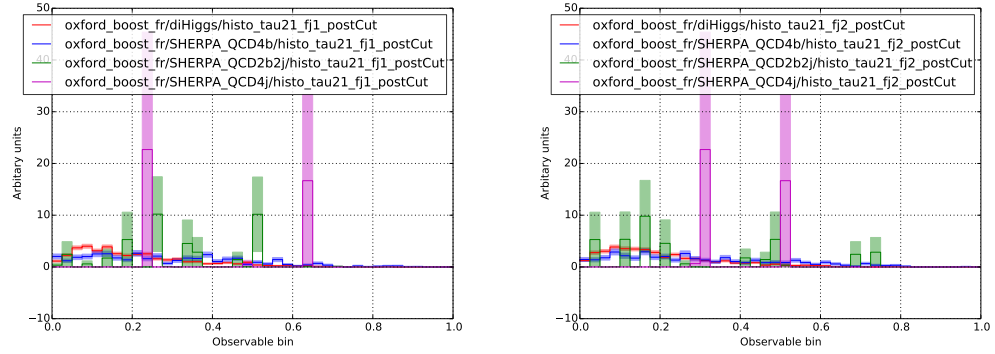 oxford_boost_fr/diHiggs/histo_tau21_fj1_postCut
oxford_boost_fr/SHERPA_QCD4b/histo_tau21_fj1_postCut
oxford_boost_fr/SHERPA_QCD2b2j/histo_tau21_fj1_postCut
oxford_boost_fr/SHERPA_QCD4j/histo_tau21_fj1_postCut
50
40
30
20
10
0
−10
0.0 0.2 0.4 0.6 0.8 1.0
Observable bin
Arbitary units
oxford_boost_fr/diHiggs/histo_tau21_fj2_postCut
oxford_boost_fr/SHERPA_QCD4b/histo_tau21_fj2_postCut
oxford_boost_fr/SHERPA_QCD2b2j/histo_tau21_fj2_postCut
oxford_boost_fr/SHERPA_QCD4j/histo_tau21_fj2_postCut
50
40
30
20
10
0
−10
0.0 0.2 0.4 0.6 0.8 1.0
Observable bin
Arbitary units